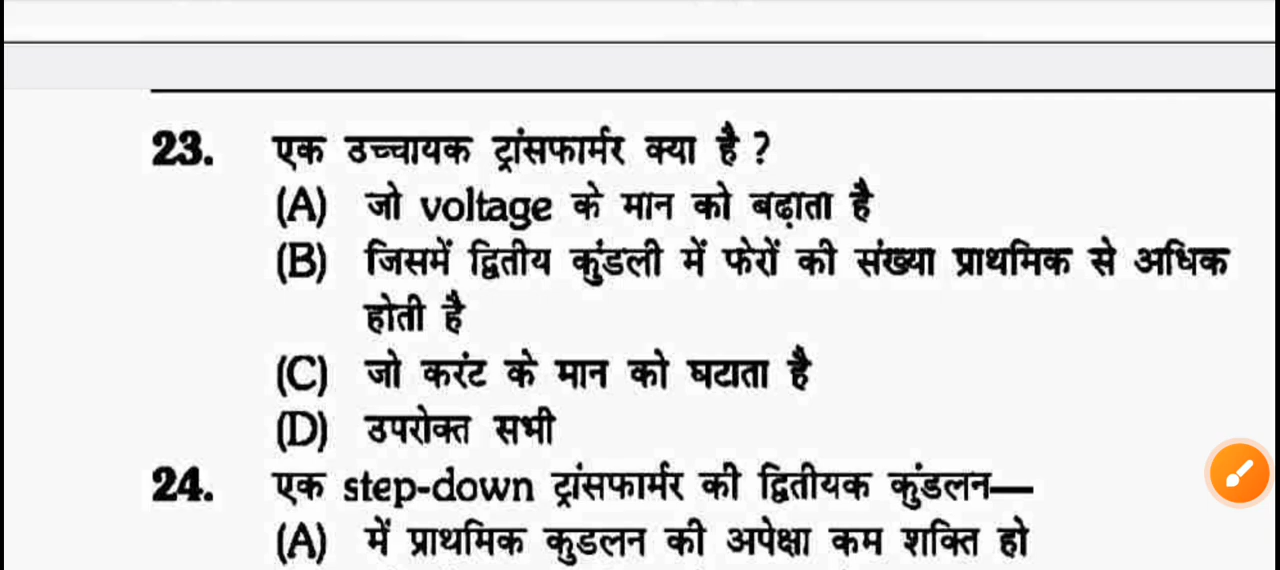 23. एक उच्चायक ट्रांसफार्मर क्या है ?
(A) जो voltage के मान को बढ़ाता है
(B) जिसमें द्वितीय कुंडली में फेरों की संख्या प्राथमिक से अधिक
होती है
(C) जो करंट के मान को घटाता है
(D) उपरोक्त सभी
24. एक step-down ट्रांसफार्मर की द्वितीयक कुंडलन—
(A) में प्राथमिक कुडलन की अपेक्षा कम शक्ति हो